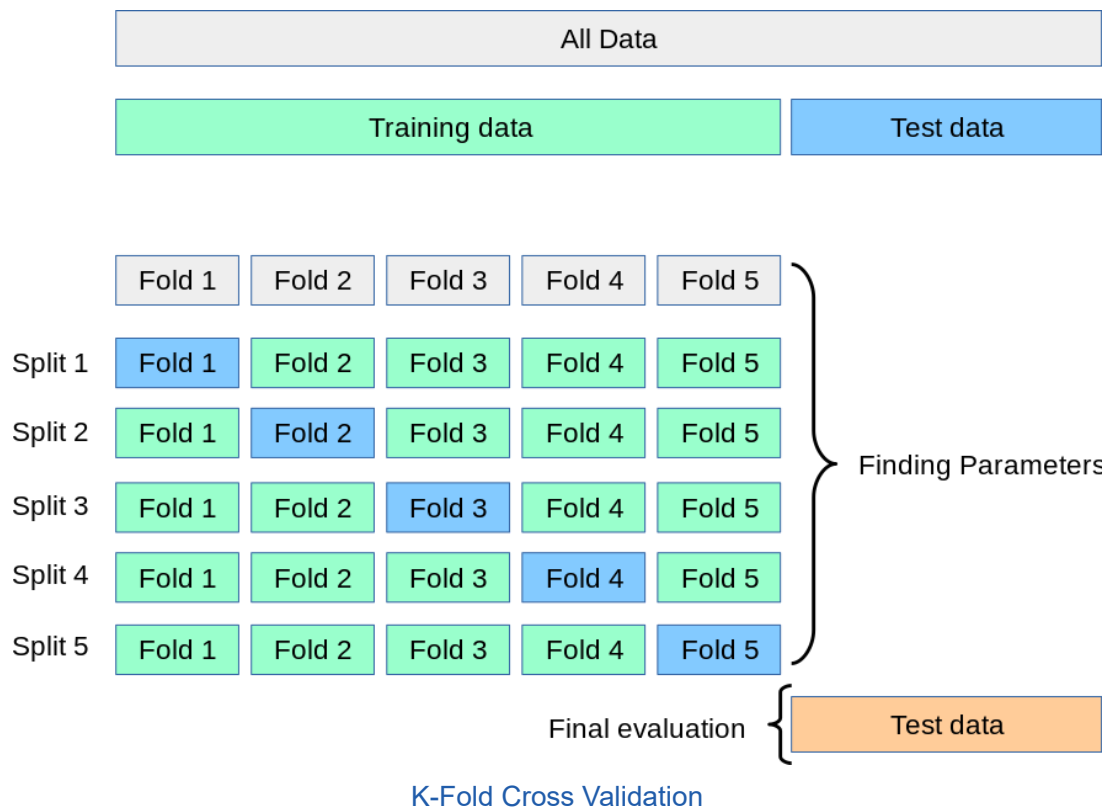 All Data
Training data Test data
Fold 1 Fold 2 Fold 3 Fold 4 Fold 5
Split 1 Fold 1 Fold 2 Fold 3 Fold 4 Fold 5
Split 2 Fold 1 Fold 2 Fold 3 Fold 4 Fold 5
Finding Parameters
Split 3 Fold 1 Fold 2 Fold 3 Fold 4 Fold 5
Split 4 Fold 1 Fold 2 Fold 3 Fold 4 Fold 5
Split 5 Fold 1 Fold 2 Fold 3 Fold 4 Fold 5
Final evaluation Test data
K-Fold Cross Validation